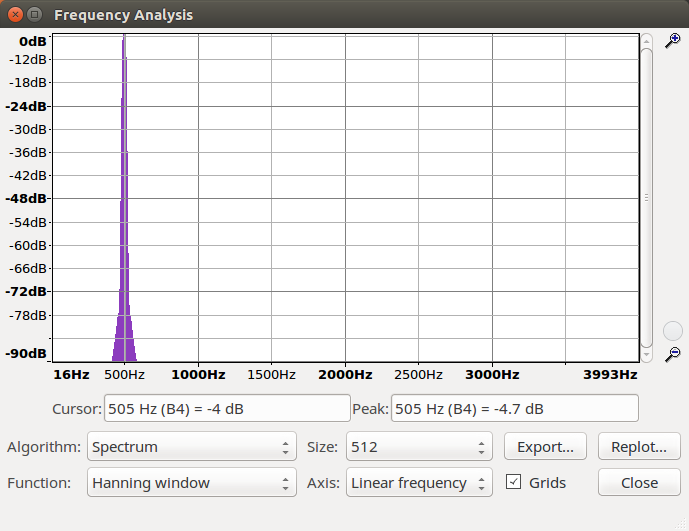 Frequency Analysis
0dB
-12dB
-18dB
-24dB
-30dB
-36dB
-42dB
-48dB
-54dB
-60dB
-66dB
-72dB
-78dB
-90dB
16Hz 500Hz 1000Hz 1500Hz 2000Hz 2500Hz 3000Hz 3993Hz
Cursor: 505 Hz (B4) = -4 dB Peak: 505 Hz (B4) = -4.7 dB
Algorithm: Spectrum Size: 512 Export... Replot...
Function: Hanning window Axis: Linear frequency Grids Close